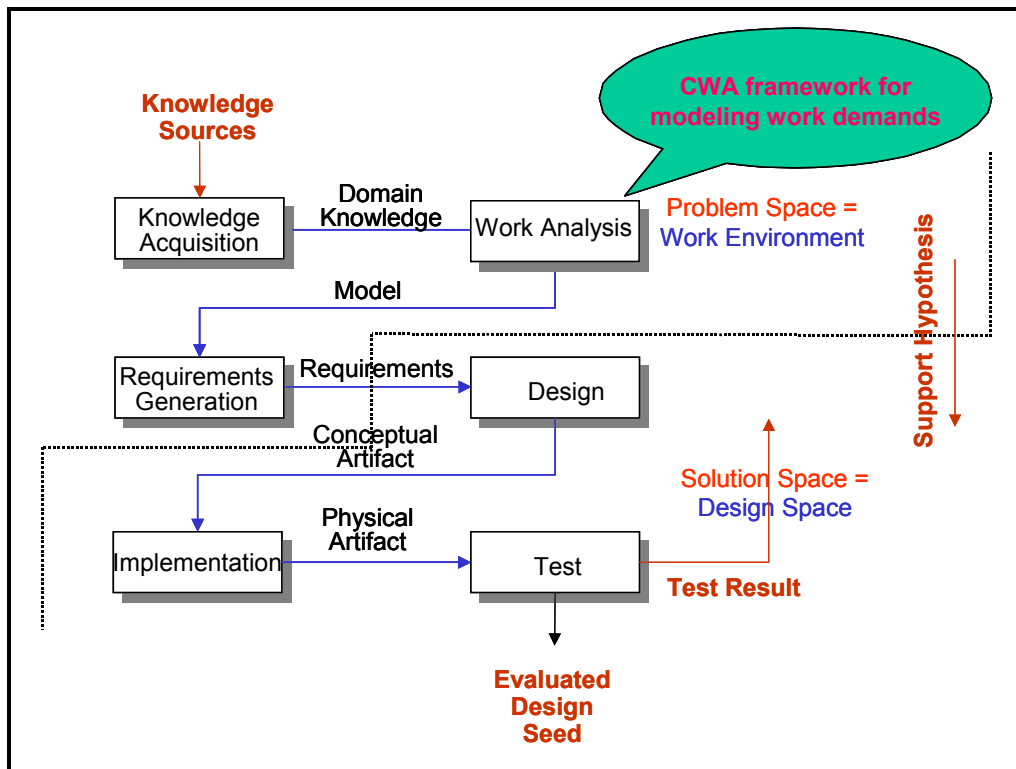 CWA framework for
modeling work demands
Knowledge
Sources
Domain
Knowledge
Knowledge
Acquisition
Work Analysis
Problem Space =
Work Environment
Model
Support Hypothesis
Requirements
Generation
Requirements
Design
Conceptual
Artifact
Solution Space =
Design Space
Physical
Artifact
Implementation
Test
Test Result
Evaluated
Design
Seed